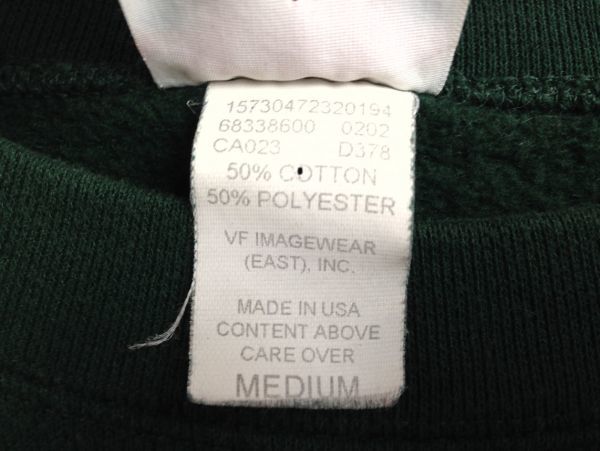 15730472320194
68338600 0202
CA023 D378
50% COTTON
50% POLYESTER
VF IMAGEWEAR
(EAST), INC.
MADE IN USA
CONTENT ABOVE
CARE OVER
MEDIUM